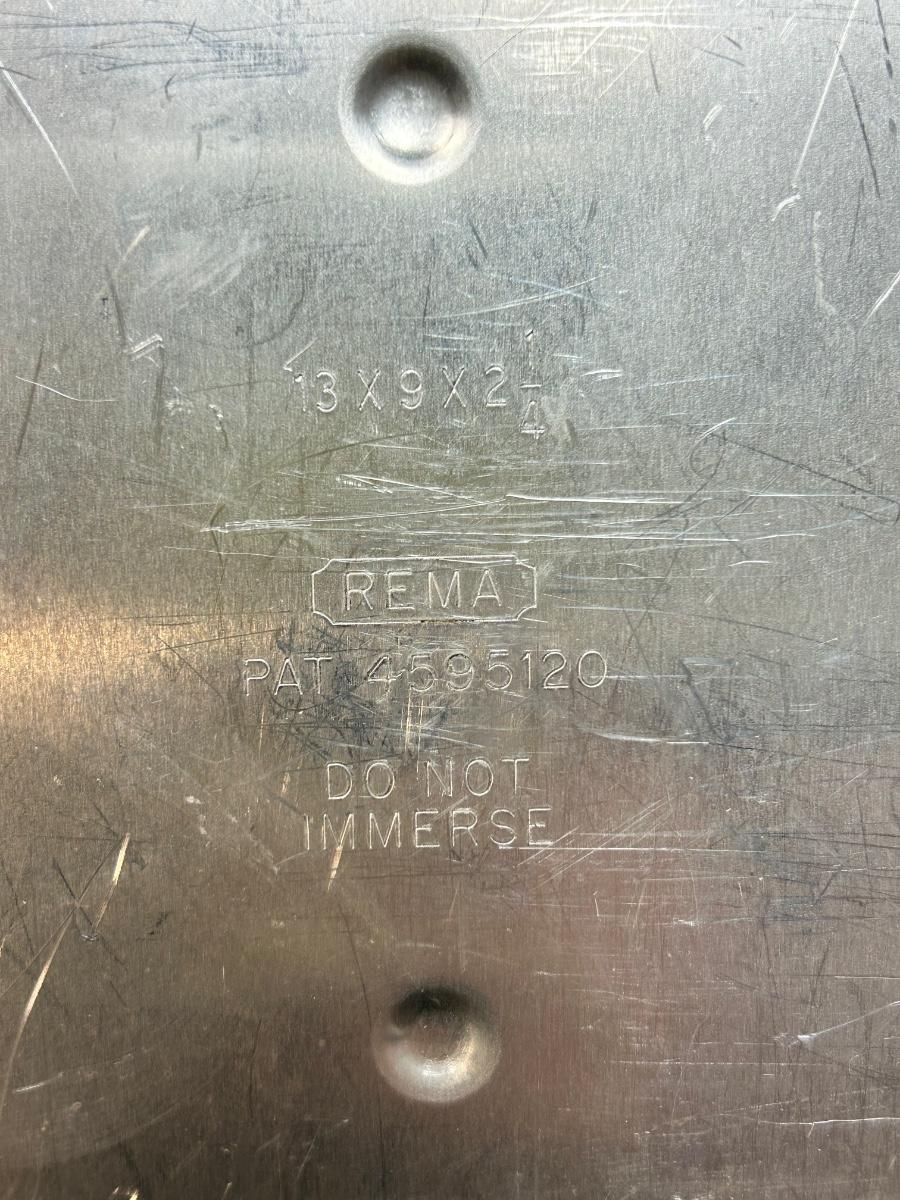 13 X 9 X 2 1/4
REMA
PAT 4595120
DO NOT
IMMERSE